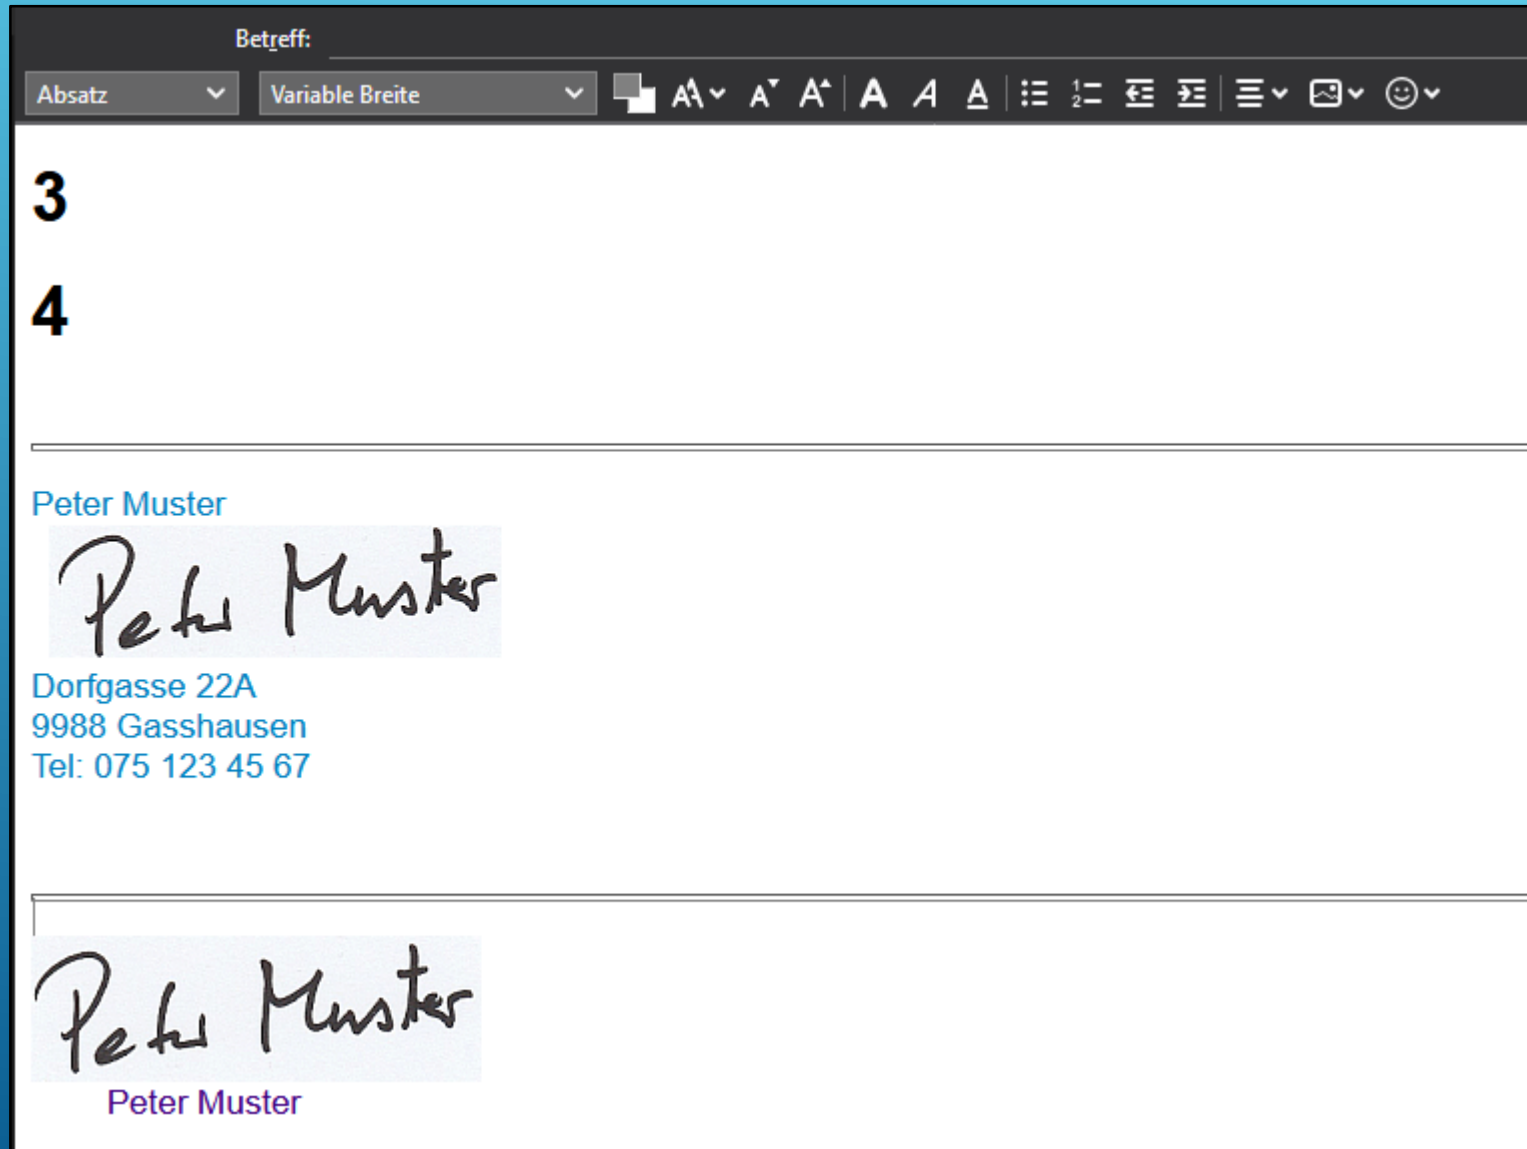 Betreff:
Absatz Variable Breite
3
4
Peter Muster
Peter Muster
Dorfgasse 22A
9988 Gasshausen
Tel: 075 123 45 67
Peter Muster
Peter Muster